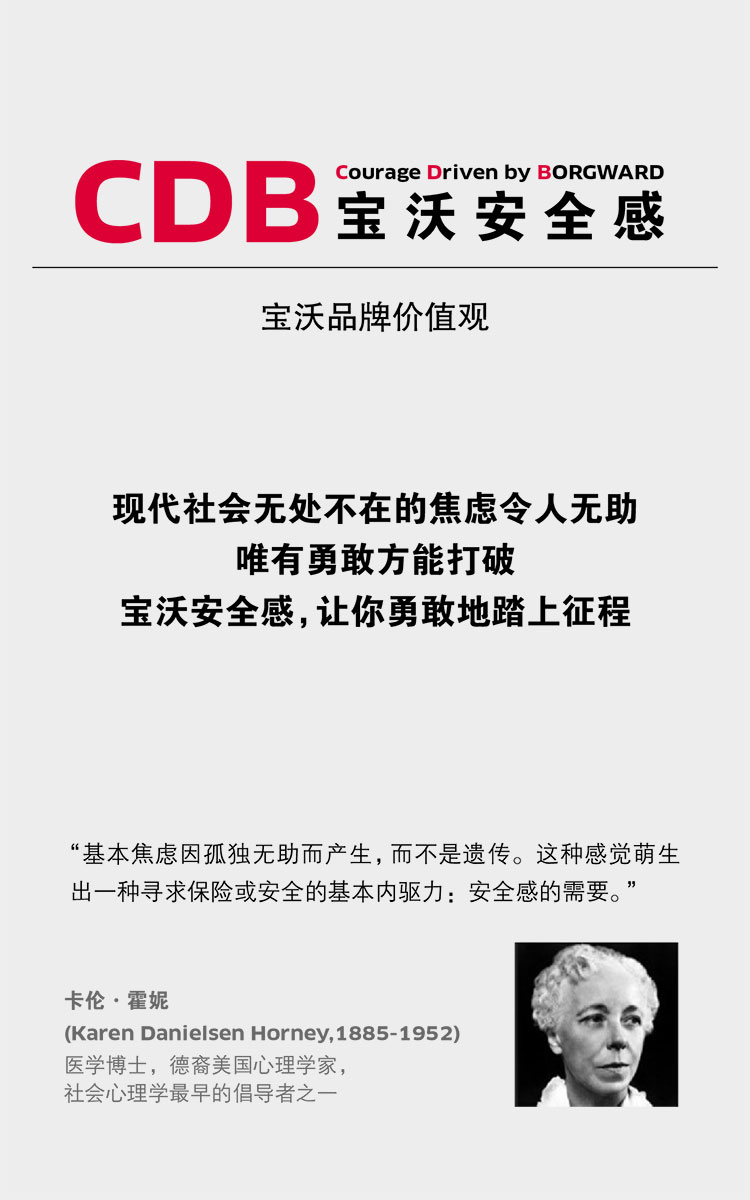 CDB
Courage Driven by BORGWARD
宝沃安全感
宝沃品牌价值观
现代社会无处不在的焦虑令人无助
唯有勇敢方能打破
宝沃安全感,让你勇敢地踏上征程
“基本焦虑因孤独无助而产生,而不是遗传。这种感觉萌生
出一种寻求保险或安全的基本内驱力:安全感的需要。”
卡伦·霍妮
(Karen Danielsen Horney,1885-1952)
医学博士，德裔美国心理学家，
社会心理学最早的倡导者之一